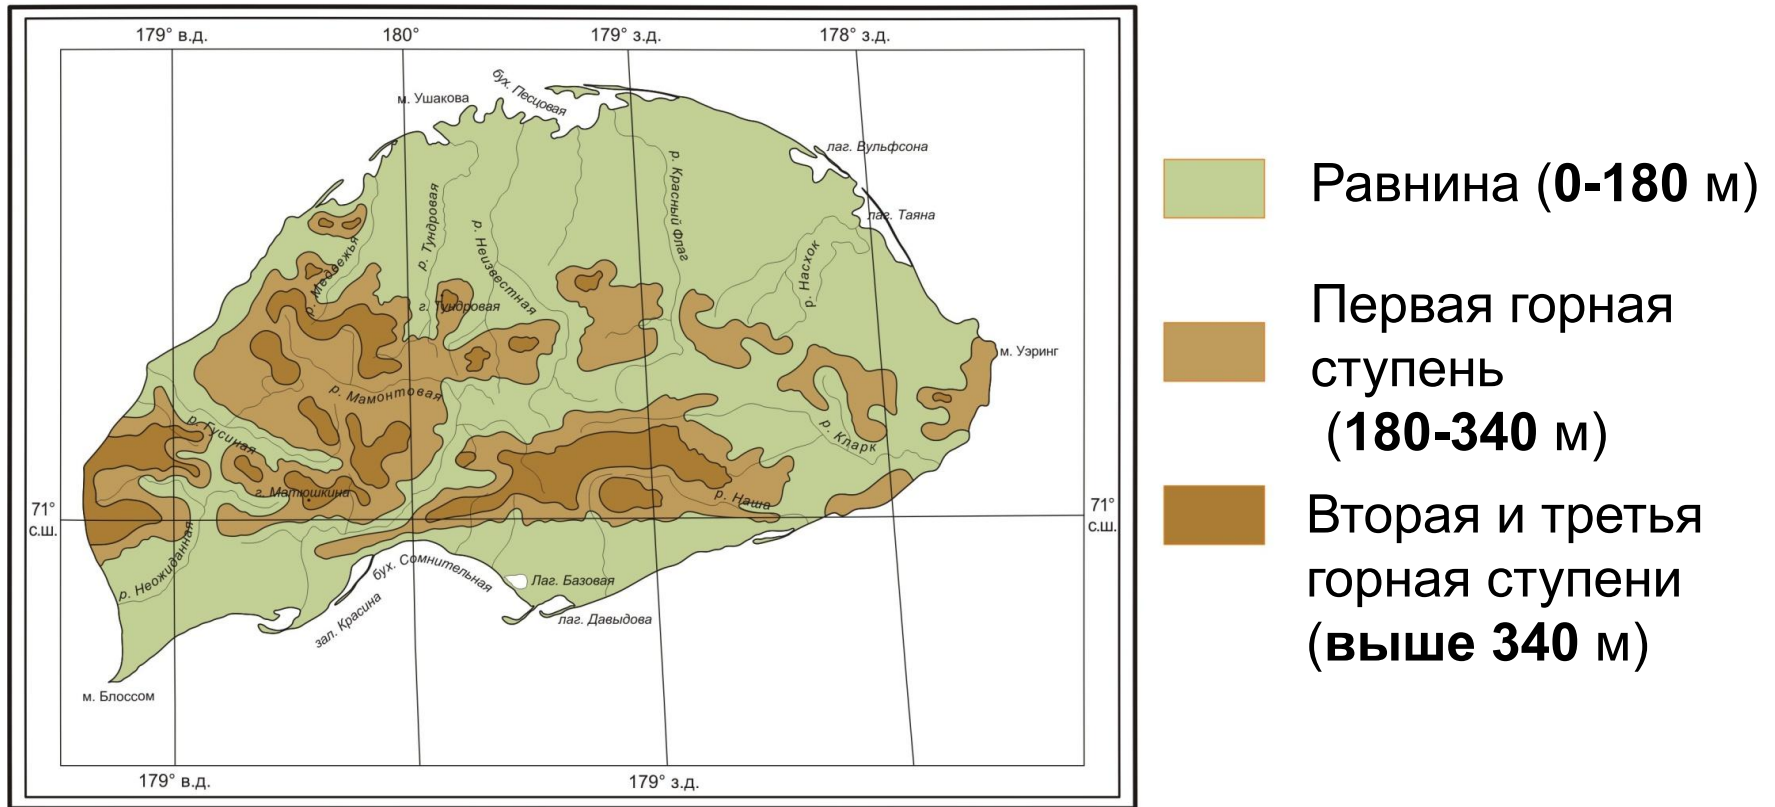 179° в.д.
180°
179° з.д.
178° з.д.
бух. Песцовая
м. Ушакова
лаг. Вульфсона
лаг. Таяна
р. Красный Флаг
р. Тундровая
р. Неизвестная
р. Насхок
р. Медвежья
г. Тундровая
м. Уэринг
р. Мамонтовая
р. Гусиная
р. Кларк
г. Матюшкина
р. Наша
71°
с.ш.
71°
с.ш.
р. Неожиданная
бух. Сомнительная
Лаг. Базовая
зал. Красина
лаг. Давыдова
м. Блоссом
179° в.д.
179° з.д.
Равнина (0-180 м)
Первая горная
ступень
(180-340 м)
Вторая и третья
горная ступени
(выше 340 м)